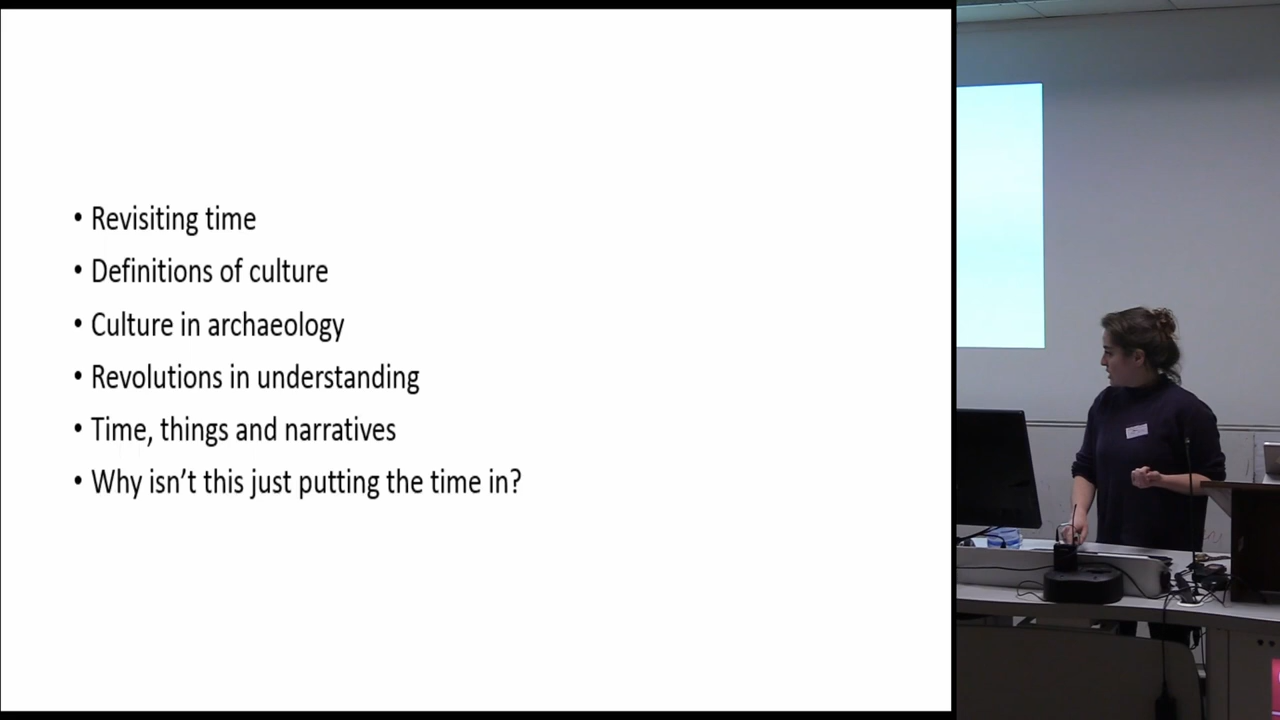 • Revisiting time
• Definitions of culture
• Culture in archaeology
• Revolutions in understanding
• Time, things and narratives
• Why isn’t this just putting the time in?